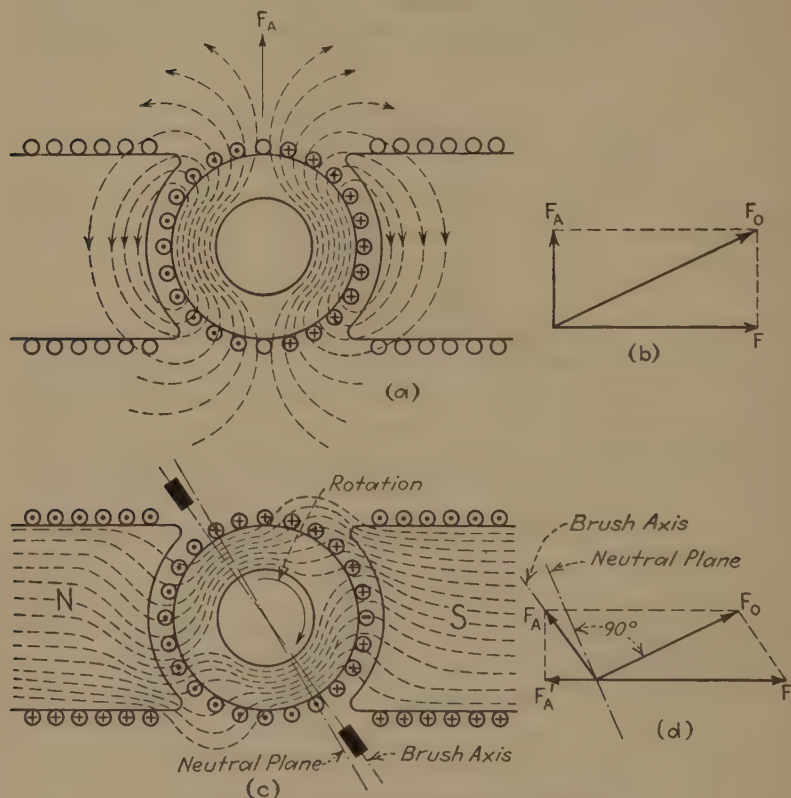 F_A
F_A
F_O
F
(b)
(a)
Rotation
Brush Axis
Neutral Plane
N
S
F_A
F_O
90°
F_A'
F
(d)
Neutral Plane
Brush Axis
(c)